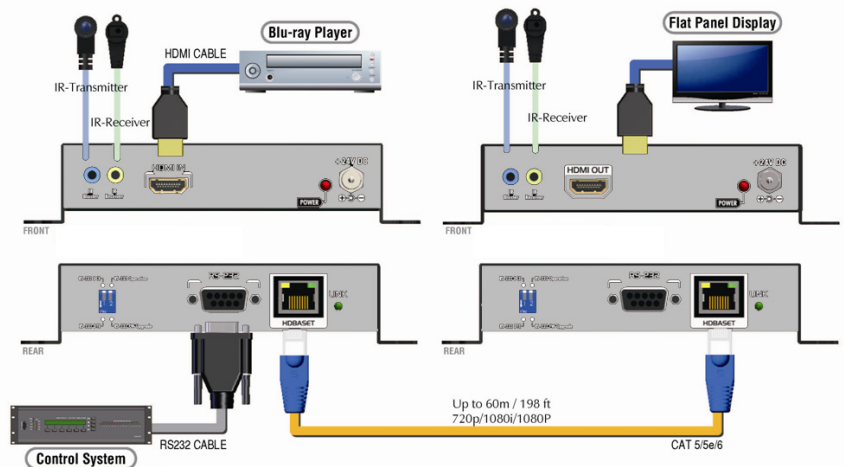 Blu-ray Player
Flat Panel Display
HDMI CABLE
IR-Transmitter
IR-Transmitter
IR-Receiver
IR-Receiver
HDMI IN
+24V DC
HDMI OUT
+24V DC
POWER
POWER
FRONT
FRONT
RS-232
LINK
RS-232
LINK
HDBASET
HDBASET
REAR
REAR
Up to 60m / 198 ft
720p/1080i/1080P
RS232 CABLE
CAT 5/5e/6
Control System